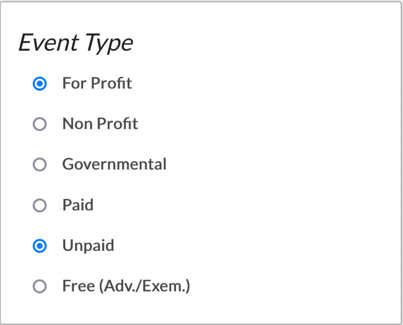 Event Type
For Profit
Non Profit
Governmental
Paid
Unpaid
Free (Adv./Exem.)